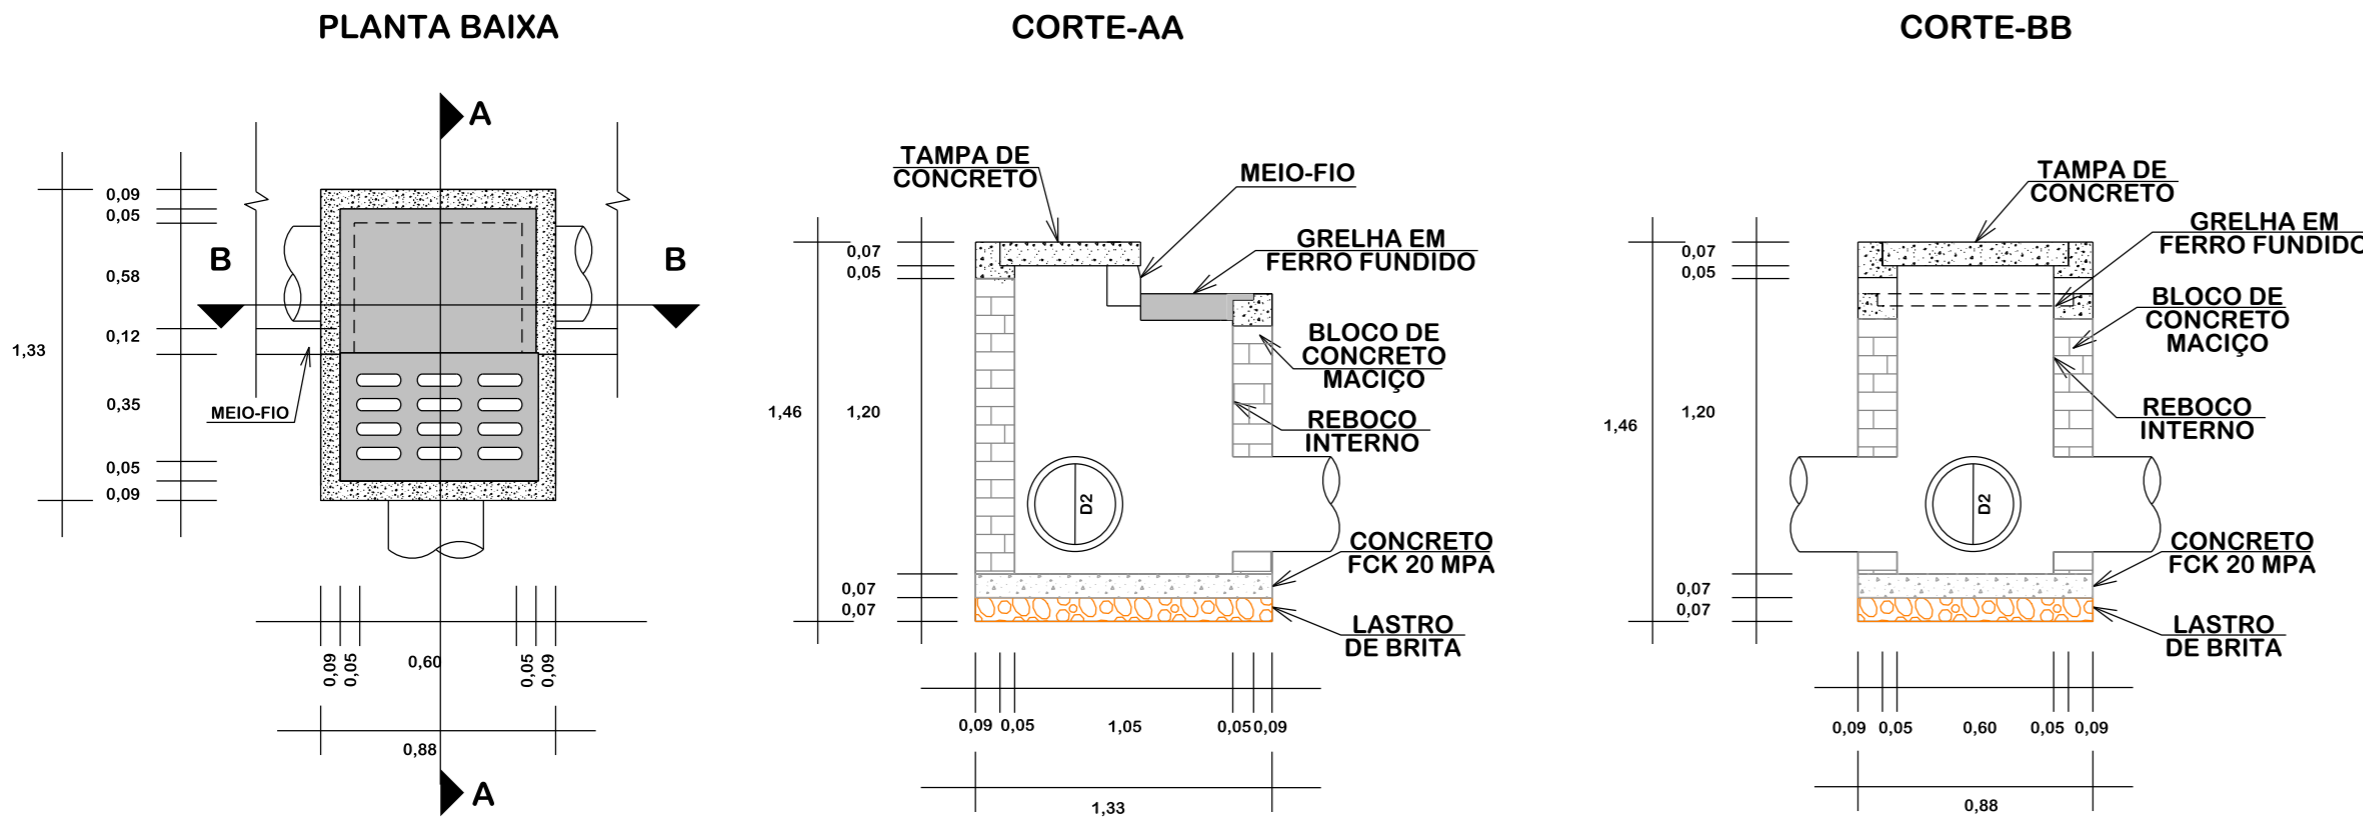 PLANTA BAIXA
A
0,09
0,05
0,58
0,12
0,35
0,05
0,09
1,33
B
B
MEIO-FIO
0,09
0,05
0,60
0,05
0,09
0,88
A
CORTE-AA
TAMPA DE
CONCRETO
MEIO-FIO
GRELHA EM
FERRO FUNDIDO
BLOCO DE
CONCRETO
MACIÇO
REBOCO
INTERNO
CONCRETO
FCK 20 MPA
LASTRO
DE BRITA
D2
0,07
0,05
1,46
1,20
0,07
0,07
0,09 0,05 1,05 0,05 0,09
1,33
CORTE-BB
TAMPA DE
CONCRETO
GRELHA EM
FERRO FUNDIDO
BLOCO DE
CONCRETO
MACIÇO
REBOCO
INTERNO
CONCRETO
FCK 20 MPA
LASTRO
DE BRITA
D2
0,07
0,05
1,46
1,20
0,07
0,07
0,09 0,05 0,60 0,05 0,09
0,88